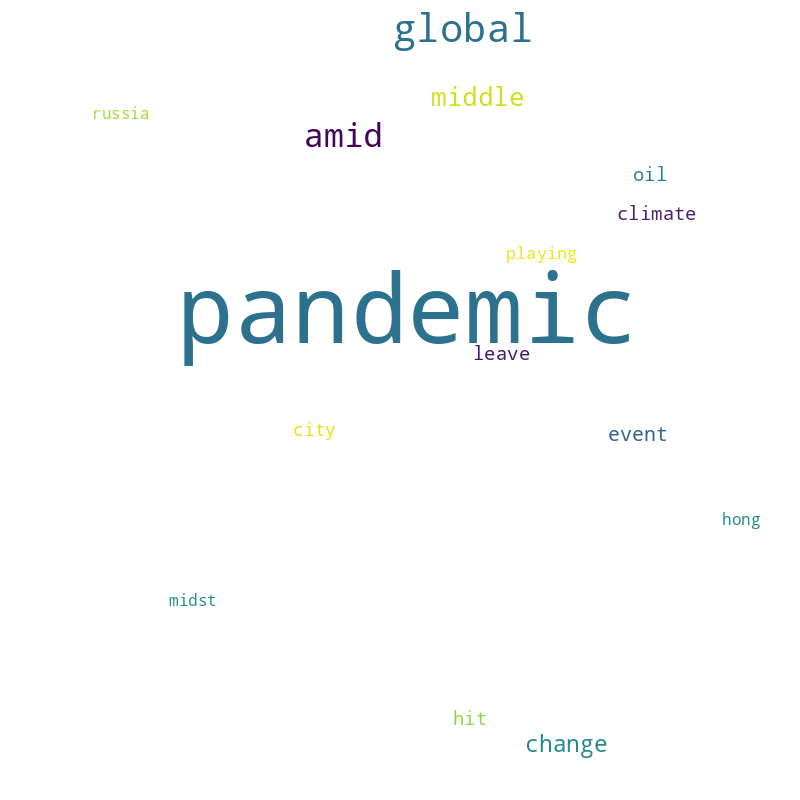 global
middle
russia
amid
oil
climate
playing
pandemic
leave
city
event
hong
midst
hit
change